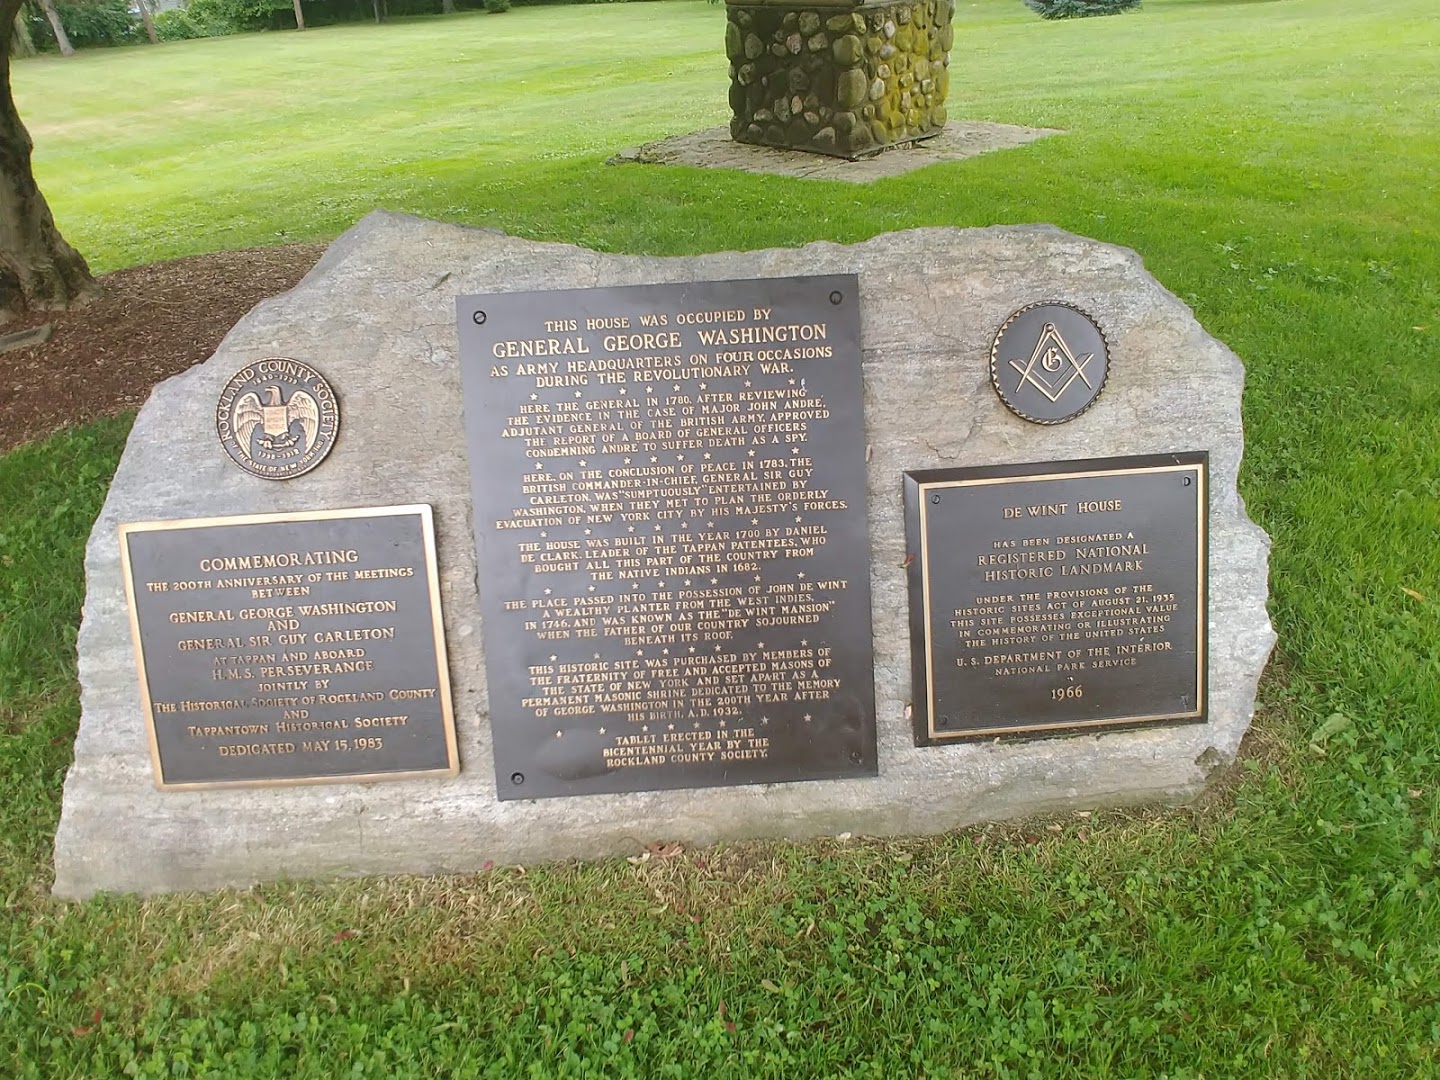 ROCKLAND COUNTY SOCIETY
COMMEMORATING
THE 200TH ANNIVERSARY OF THE MEETINGS
BETWEEN
GENERAL GEORGE WASHINGTON
AND
GENERAL SIR GUY CARLETON
AT TAPPAN AND ABOARD
H.M.S. PERSEVERANCE
JOINTLY BY
THE HISTORICAL SOCIETY OF ROCKLAND COUNTY
AND
TAPPANTOWN HISTORICAL SOCIETY
DEDICATED MAY 15, 1983
THIS HOUSE WAS OCCUPIED BY
GENERAL GEORGE WASHINGTON
AS ARMY HEADQUARTERS ON FOUR OCCASIONS
DURING THE REVOLUTIONARY WAR.
HERE THE GENERAL IN 1780, AFTER REVIEWING
THE EVIDENCE IN THE CASE OF MAJOR JOHN ANDRE,
ADJUTANT GENERAL OF THE BRITISH ARMY, APPROVED
THE REPORT OF A BOARD OF GENERAL OFFICERS
CONDEMNING ANDRE TO SUFFER DEATH AS A SPY.
HERE, ON THE CONCLUSION OF PEACE IN 1783, THE
BRITISH COMMANDER-IN-CHIEF, GENERAL SIR GUY
CARLETON, WAS "SUMPTUOUSLY" ENTERTAINED BY
WASHINGTON, WHEN THEY MET TO PLAN THE ORDERLY
EVACUATION OF NEW YORK CITY BY HIS MAJESTY'S FORCES.
THE HOUSE WAS BUILT IN THE YEAR 1700 BY DANIEL
DE CLARK, LEADER OF THE TAPPAN PATENTEES, WHO
BOUGHT ALL THIS PART OF THE COUNTRY FROM
THE NATIVE INDIANS IN 1682.
THE PLACE PASSED INTO THE POSSESSION OF JOHN DE WINT
A WEALTHY PLANTER FROM THE WEST INDIES,
IN 1746, AND WAS KNOWN AS THE "DE WINT MANSION"
WHEN THE FATHER OF OUR COUNTRY SOJOURNED
BENEATH ITS ROOF.
THIS HISTORIC SITE WAS PURCHASED BY MEMBERS OF
THE FRATERNITY OF FREE AND ACCEPTED MASONS OF
THE STATE OF NEW YORK AND SET APART AS A
PERMANENT MASONIC SHRINE DEDICATED TO THE MEMORY
OF GEORGE WASHINGTON IN THE 200TH YEAR AFTER
HIS BIRTH, A.D. 1932.
TABLET ERECTED IN THE
BICENTENNIAL YEAR BY THE
ROCKLAND COUNTY SOCIETY.
G
DE WINT HOUSE
HAS BEEN DESIGNATED A
REGISTERED NATIONAL
HISTORIC LANDMARK
UNDER THE PROVISIONS OF THE
HISTORIC SITES ACT OF AUGUST 21, 1935
THIS SITE POSSESSES EXCEPTIONAL VALUE
IN COMMEMORATING OR ILLUSTRATING
THE HISTORY OF THE UNITED STATES
U.S. DEPARTMENT OF THE INTERIOR
NATIONAL PARK SERVICE
1966